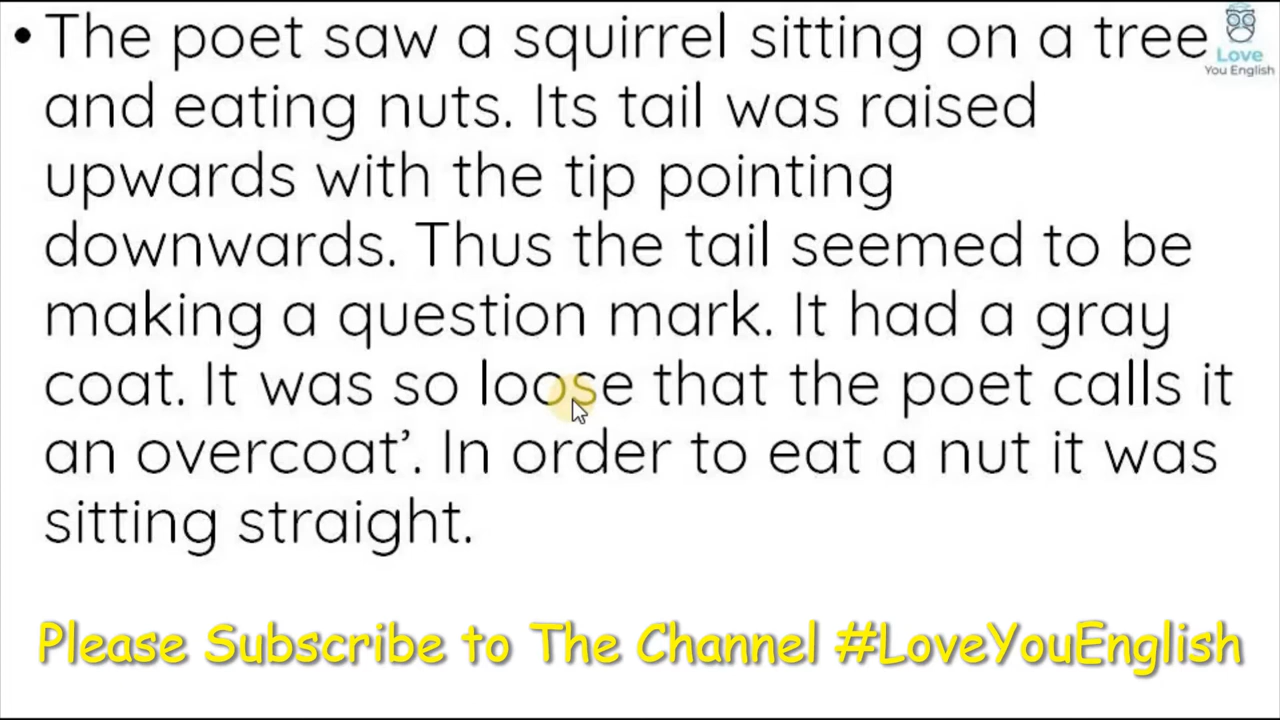 • The poet saw a squirrel sitting on a tree
and eating nuts. Its tail was raised
upwards with the tip pointing
downwards. Thus the tail seemed to be
making a question mark. It had a gray
coat. It was so loose that the poet calls it
an overcoat’. In order to eat a nut it was
sitting straight.
Love
You English
Please Subscribe to The Channel #LoveYouEnglish